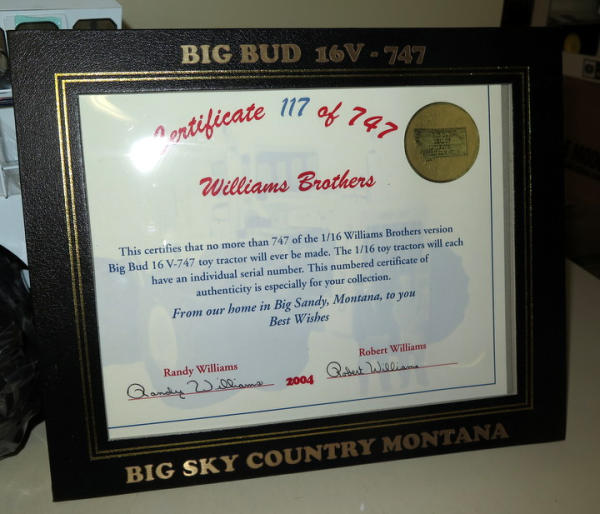 BIG BUD 16V - 747
Certificate 117 of 747
Williams Brothers
This certifies that no more than 747 of the 1/16 Williams Brothers version
Big Bud 16 V-747 toy tractor will ever be made. The 1/16 toy tractors will each
have an individual serial number. This numbered certificate of
authenticity is especially for your collection.
From our home in Big Sandy, Montana, to you
Best Wishes
Randy Williams
Robert Williams
Randy Williams
2004
Robert Williams
BIG SKY COUNTRY MONTANA